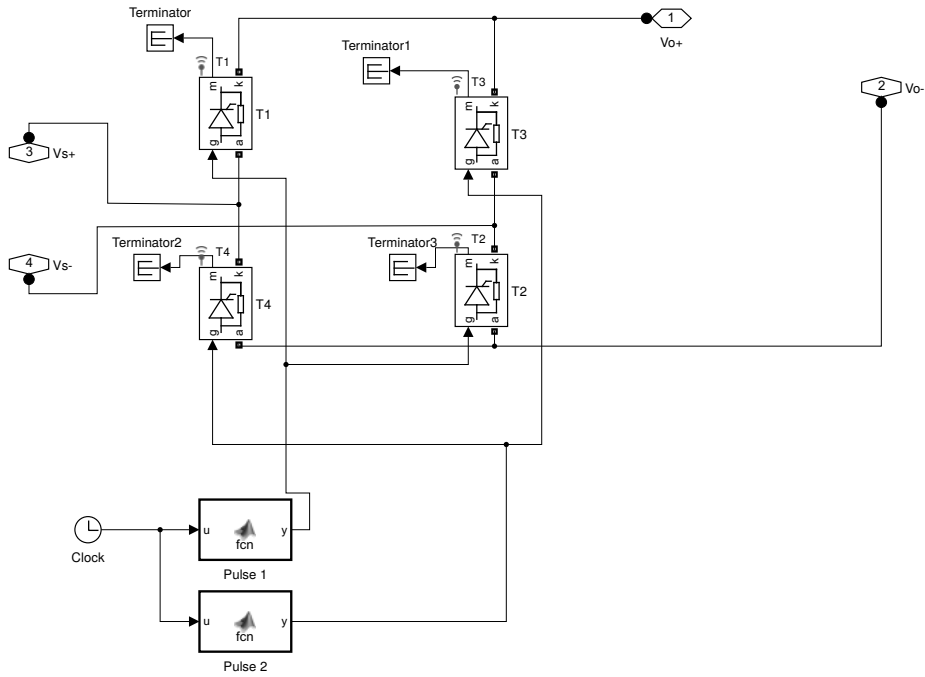 Terminator
1
Vo+
Terminator1
T1
m
k
T1
g
a
T3
m
k
T3
g
a
2
Vo-
3
Vs+
4
Vs-
Terminator2
T4
m
k
T4
g
a
Terminator3
T2
m
k
T2
g
a
Clock
u
fcn
y
Pulse 1
u
fcn
y
Pulse 2